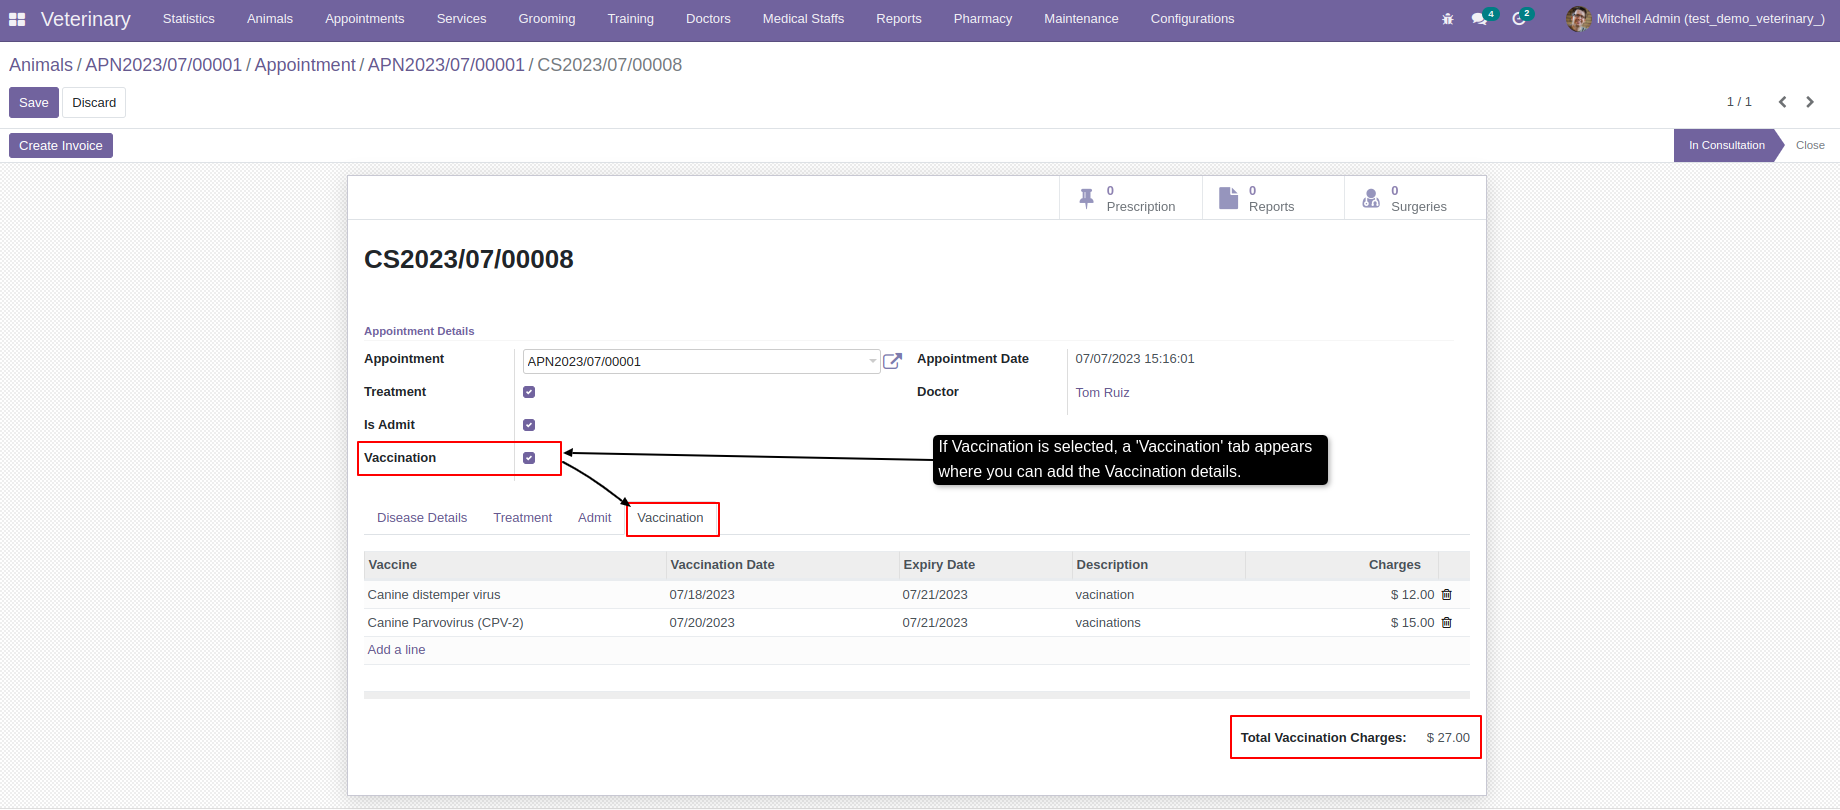 Veterinary Statistics Animals Appointments Services Grooming Training Doctors Medical Staffs Reports Pharmacy Maintenance Configurations 4 2 Mitchell Admin (test_demo_veterinary_)
Animals / APN2023/07/00001 / Appointment / APN2023/07/00001 / CS2023/07/00008
Save Discard 1 / 1
Create Invoice In Consultation Close
0 Prescription
0 Reports
0 Surgeries
CS2023/07/00008
Appointment Details
Appointment APN2023/07/00001 Appointment Date 07/07/2023 15:16:01
Treatment Doctor Tom Ruiz
Is Admit
Vaccination
If Vaccination is selected, a 'Vaccination' tab appears
where you can add the Vaccination details.
Disease Details Treatment Admit Vaccination
Vaccine Vaccination Date Expiry Date Description Charges
Canine distemper virus 07/18/2023 07/21/2023 vacination $ 12.00
Canine Parvovirus (CPV-2) 07/20/2023 07/21/2023 vacinations $ 15.00
Add a line
Total Vaccination Charges: $ 27.00